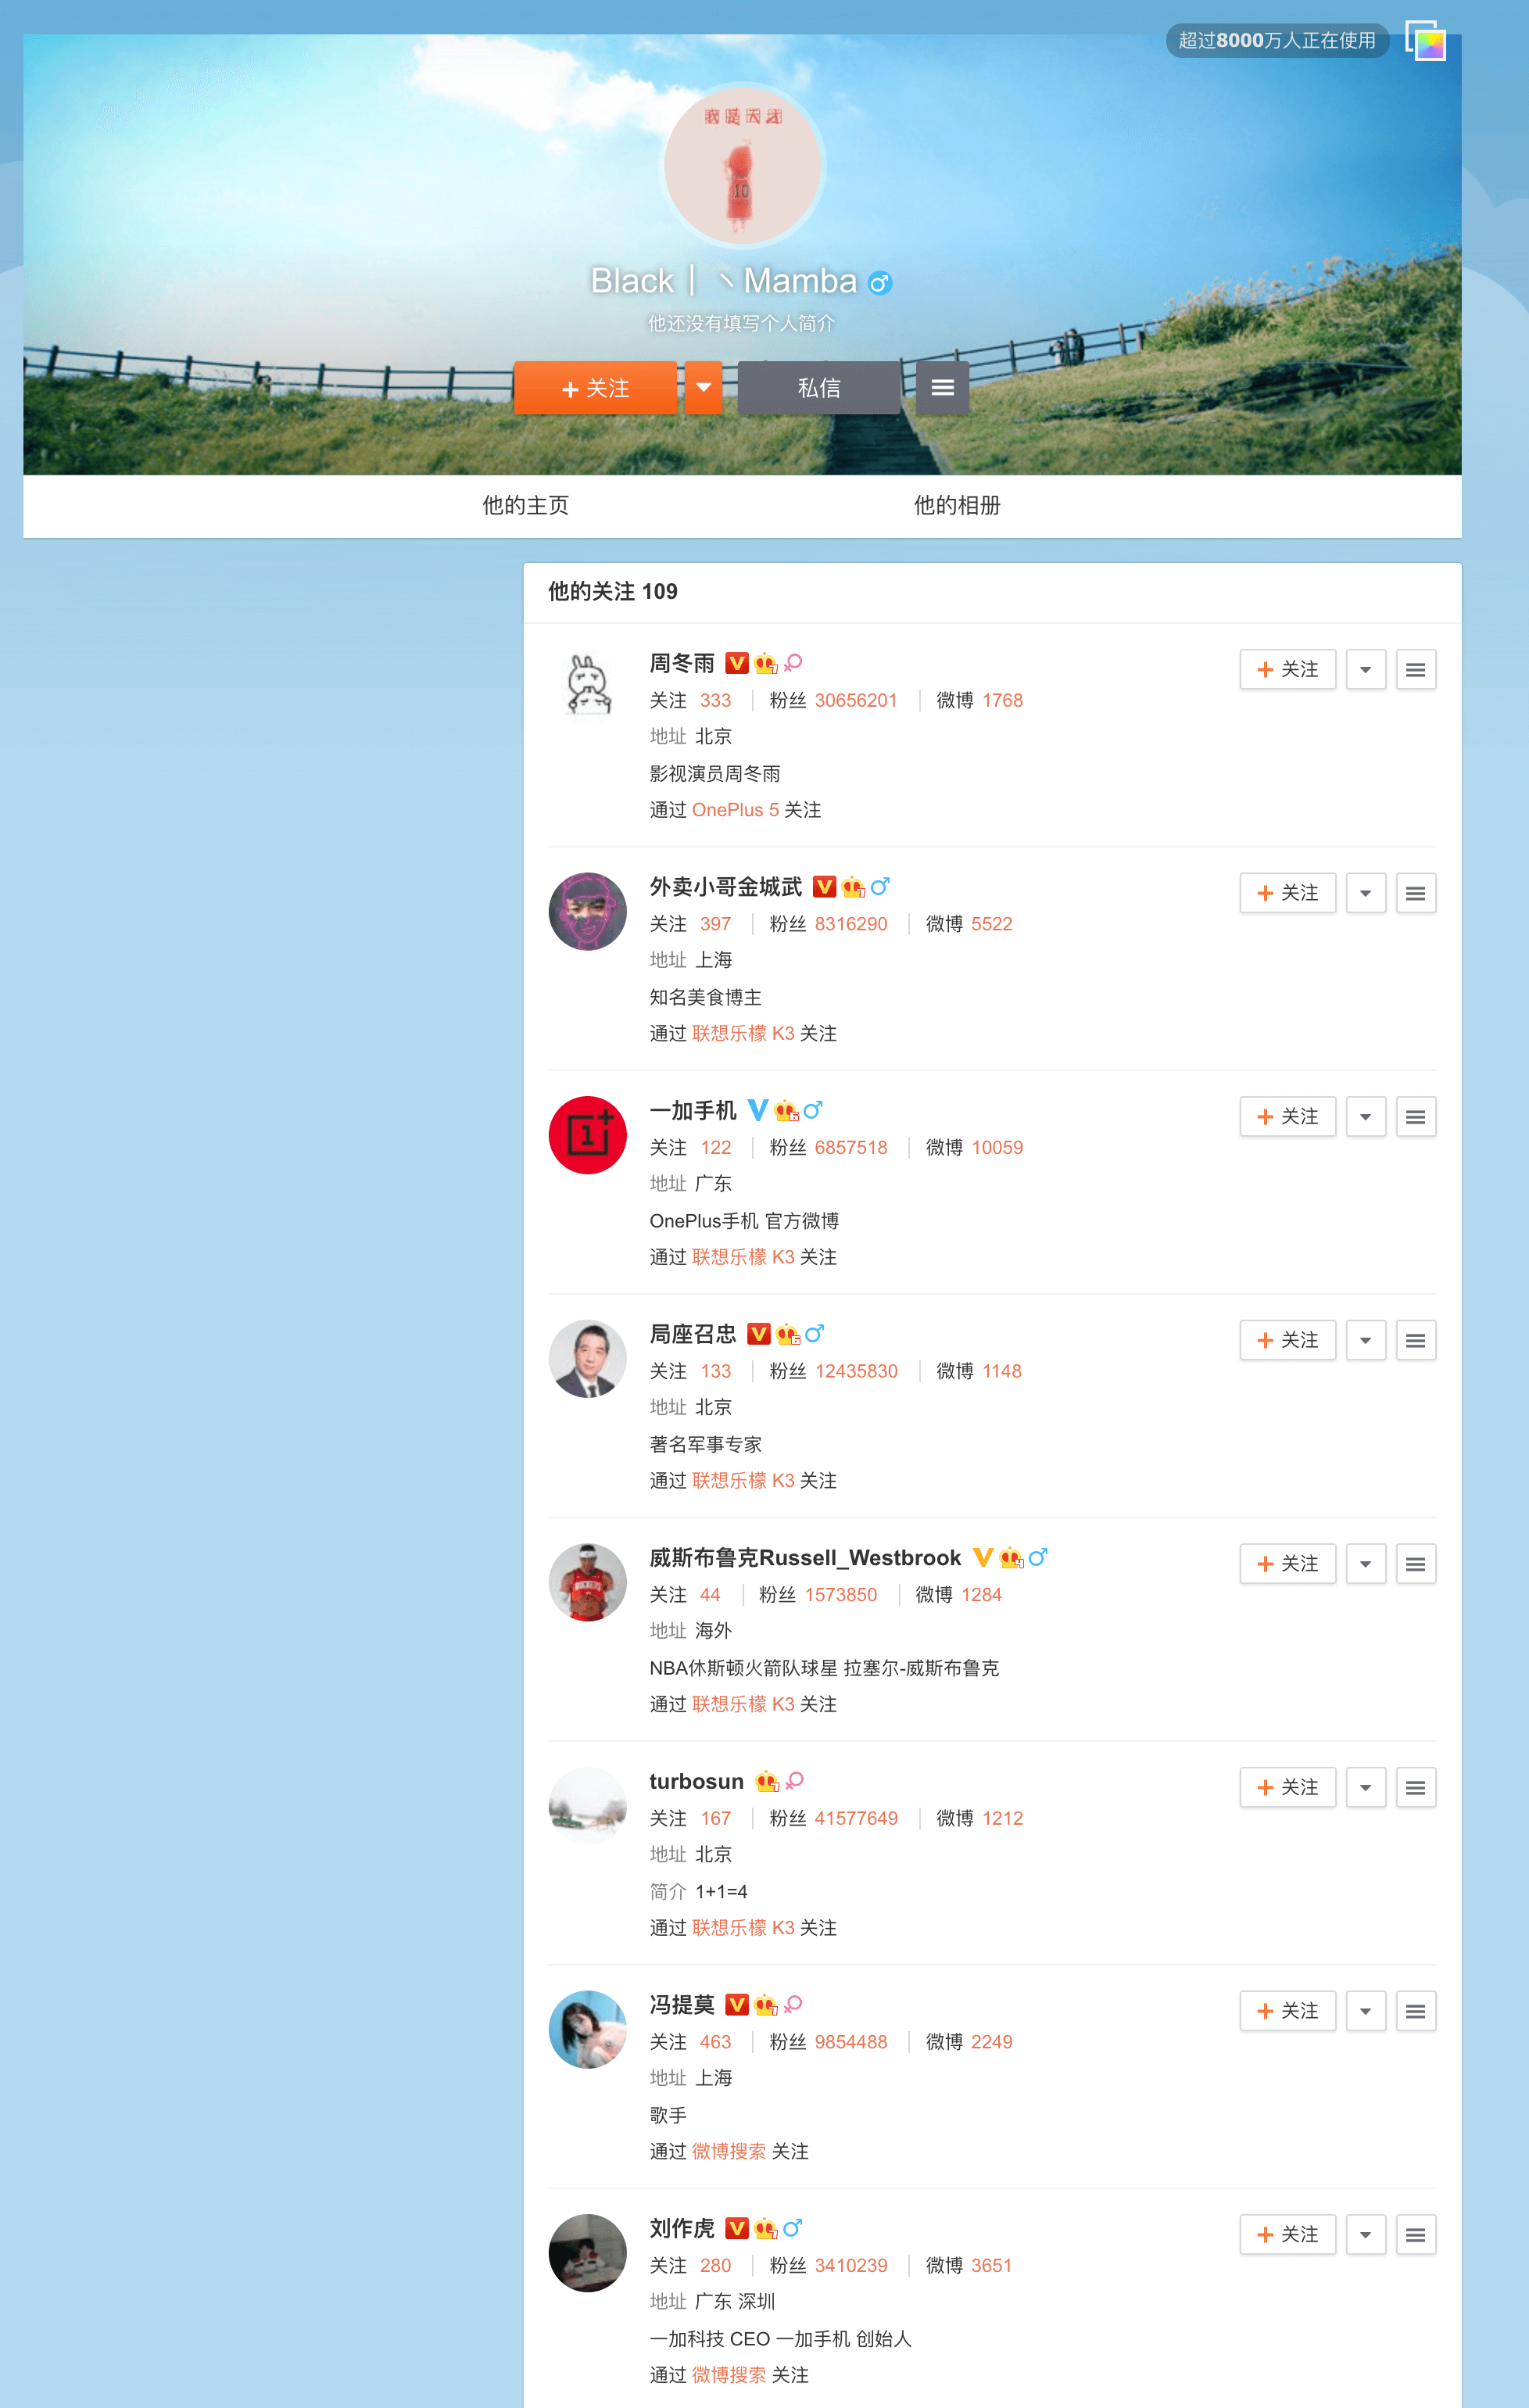 超过8000万人正在使用
我是天才
10
Black丨丶Mamba
他还没有填写个人简介
+ 关注
私信
他的主页 他的相册
他的关注 109
周冬雨
+ 关注
关注 333 粉丝 30656201 微博 1768
地址 北京
影视演员周冬雨
通过 OnePlus 5 关注
外卖小哥金城武
+ 关注
关注 397 粉丝 8316290 微博 5522
地址 上海
知名美食博主
通过 联想乐檬 K3 关注
一加手机
+ 关注
关注 122 粉丝 6857518 微博 10059
地址 广东
OnePlus手机 官方微博
通过 联想乐檬 K3 关注
局座召忠
+ 关注
关注 133 粉丝 12435830 微博 1148
地址 北京
著名军事专家
通过 联想乐檬 K3 关注
威斯布鲁克Russell_Westbrook
+ 关注
关注 44 粉丝 1573850 微博 1284
地址 海外
NBA休斯顿火箭队球星 拉塞尔-威斯布鲁克
通过 联想乐檬 K3 关注
turbosun
+ 关注
关注 167 粉丝 41577649 微博 1212
地址 北京
简介 1+1=4
通过 联想乐檬 K3 关注
冯提莫
+ 关注
关注 463 粉丝 9854488 微博 2249
地址 上海
歌手
通过 微博搜索 关注
刘作虎
+ 关注
关注 280 粉丝 3410239 微博 3651
地址 广东 深圳
一加科技 CEO 一加手机 创始人
通过 微博搜索 关注